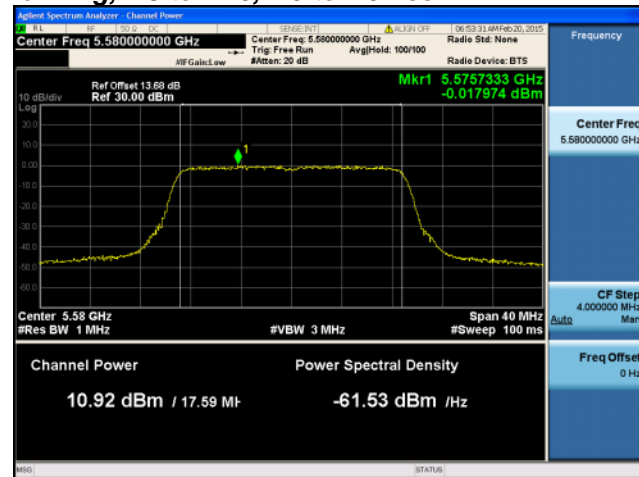 Agilent Spectrum Analyzer - Channel Power
RL RF 50 Ω DC SENSE:INT ALIGN OFF 06:53:31 AM Feb 20, 2015
Center Freq 5.580000000 GHz
Center Freq: 5.580000000 GHz
Radio Std: None
Trig: Free Run Avg|Hold: 100/100
#IFGain:Low #Atten: 20 dB Radio Device: BTS
Frequency
Ref Offset 13.68 dB
10 dB/div Ref 30.00 dBm
Mkr1 5.5757333 GHz
-0.017974 dBm
Log
20.0
10.0
0.00
-10.0
-20.0
-30.0
-40.0
-50.0
-60.0
1
Center 5.58 GHz Span 40 MHz
#Res BW 1 MHz #VBW 3 MHz #Sweep 100 ms
Channel Power Power Spectral Density
10.92 dBm / 17.59 MH -61.53 dBm /Hz
Center Freq
5.580000000 GHz
CF Step
4.000000 MHz
Auto Man
Freq Offset
0 Hz
MSG STATUS